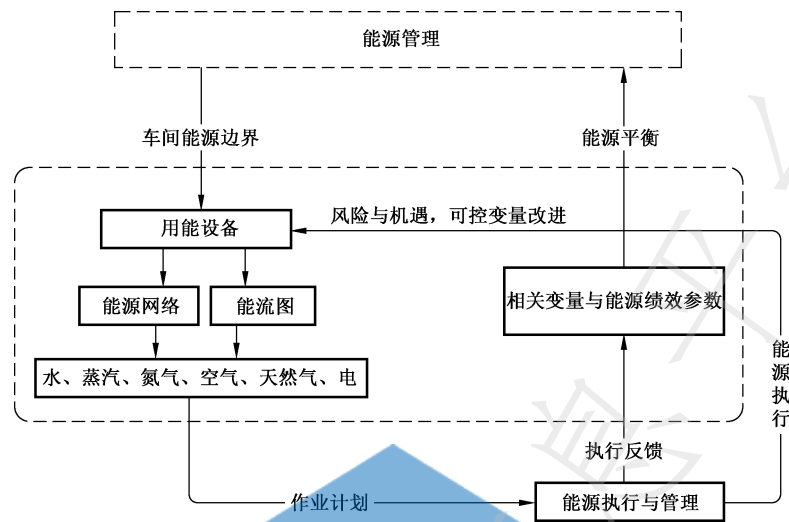 能源管理
车间能源边界
能源平衡
用能设备
风险与机遇，可控变量改进
能源网络
能流图
相关变量与能源绩效参数
水、蒸汽、氮气、空气、天然气、电
能源执行
执行反馈
作业计划
能源执行与管理